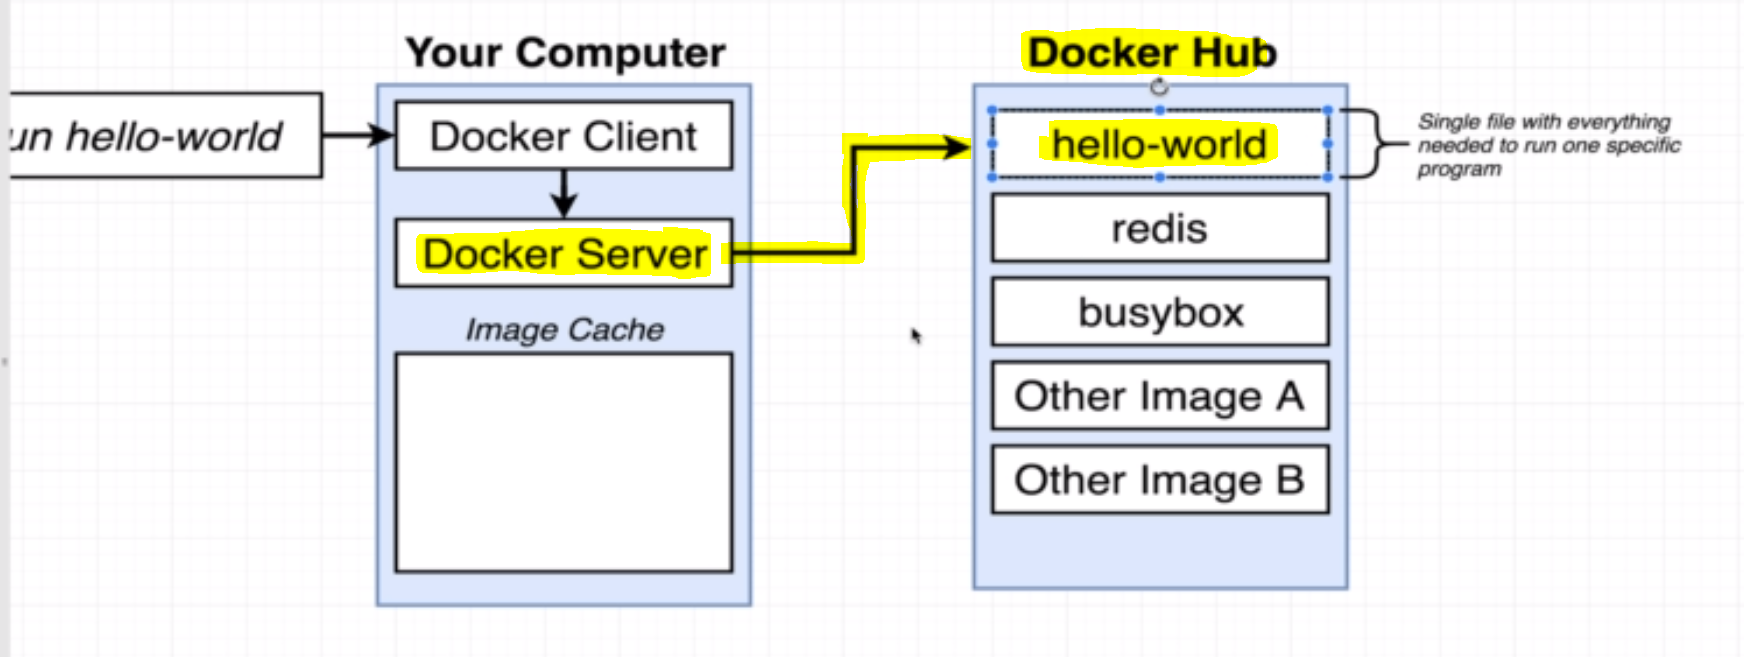 Your Computer
Docker Hub
un hello-world
Docker Client
Docker Server
Image Cache
hello-world
redis
busybox
Other Image A
Other Image B
Single file with everything
needed to run one specific
program